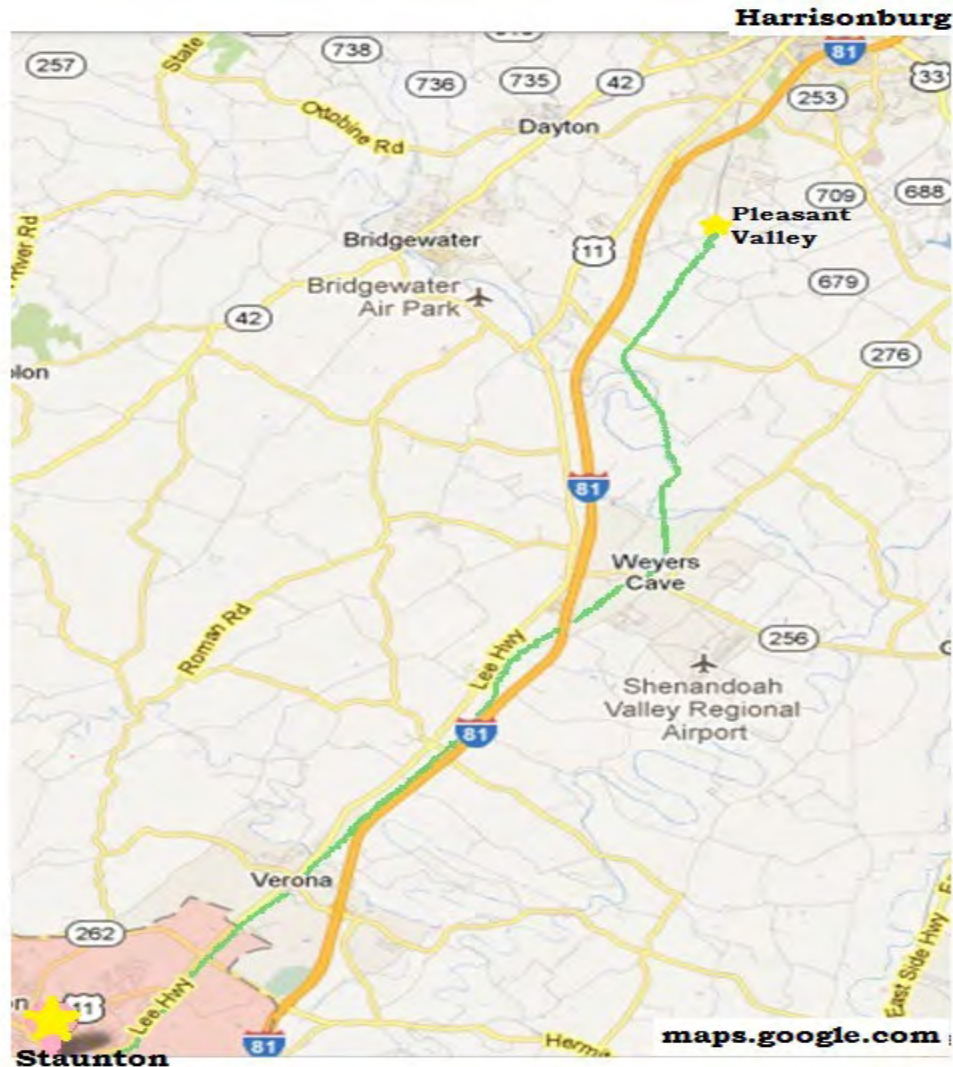 Harrisonburg
81
738
257
State
33
736
735
42
253
Ottobine Rd
Dayton
709
688
Pleasant
Valley
Bridgewater
11
Bridgewater
Air Park
679
42
276
81
Weyers
Cave
Roman Rd
256
Lee Hwy
Shenandoah
Valley Regional
Airport
81
Verona
262
East Side Hwy
11
Lee Hwy
81
maps.google.com
Staunton